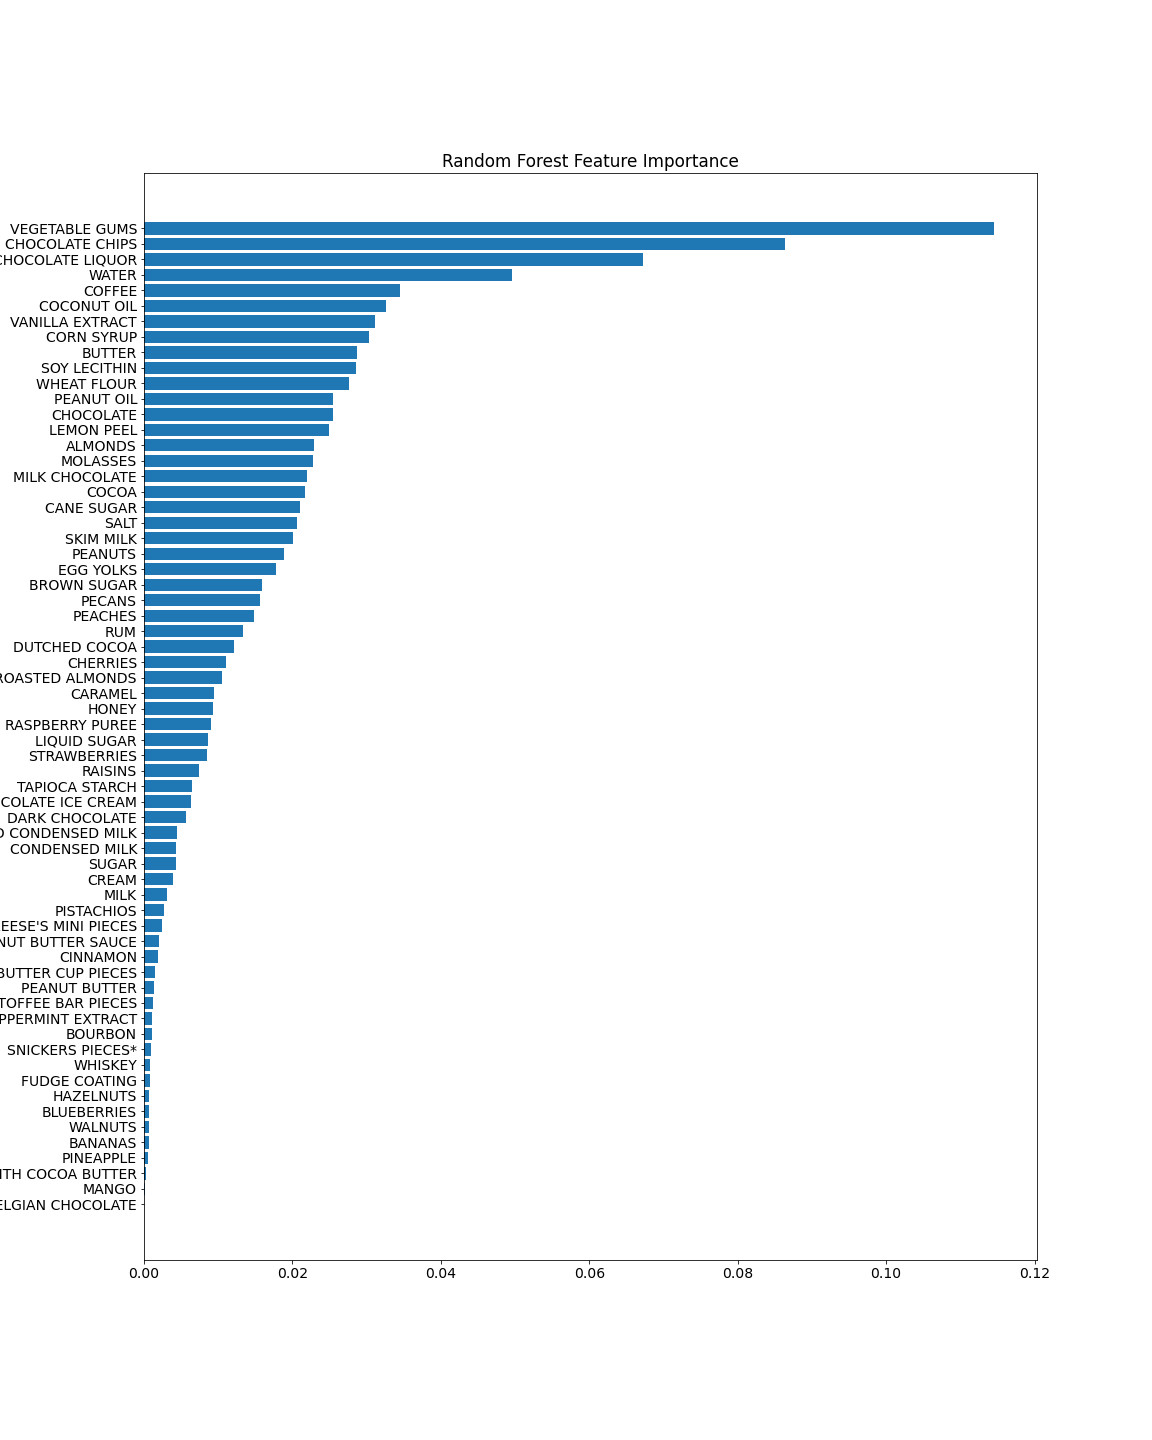 Random Forest Feature Importance
VEGETABLE GUMS
CHOCOLATE CHIPS
CHOCOLATE LIQUOR
WATER
COFFEE
COCONUT OIL
VANILLA EXTRACT
CORN SYRUP
BUTTER
SOY LECITHIN
WHEAT FLOUR
PEANUT OIL
CHOCOLATE
LEMON PEEL
ALMONDS
MOLASSES
MILK CHOCOLATE
COCOA
CANE SUGAR
SALT
SKIM MILK
PEANUTS
EGG YOLKS
BROWN SUGAR
PECANS
PEACHES
RUM
DUTCHED COCOA
CHERRIES
ROASTED ALMONDS
CARAMEL
HONEY
RASPBERRY PUREE
LIQUID SUGAR
STRAWBERRIES
RAISINS
TAPIOCA STARCH
COLATE ICE CREAM
DARK CHOCOLATE
D CONDENSED MILK
CONDENSED MILK
SUGAR
CREAM
MILK
PISTACHIOS
EESE'S MINI PIECES
NUT BUTTER SAUCE
CINNAMON
BUTTER CUP PIECES
PEANUT BUTTER
TOFFEE BAR PIECES
PPERMINT EXTRACT
BOURBON
SNICKERS PIECES*
WHISKEY
FUDGE COATING
HAZELNUTS
BLUEBERRIES
WALNUTS
BANANAS
PINEAPPLE
ITH COCOA BUTTER
MANGO
ELGIAN CHOCOLATE
0.00 0.02 0.04 0.06 0.08 0.10 0.12